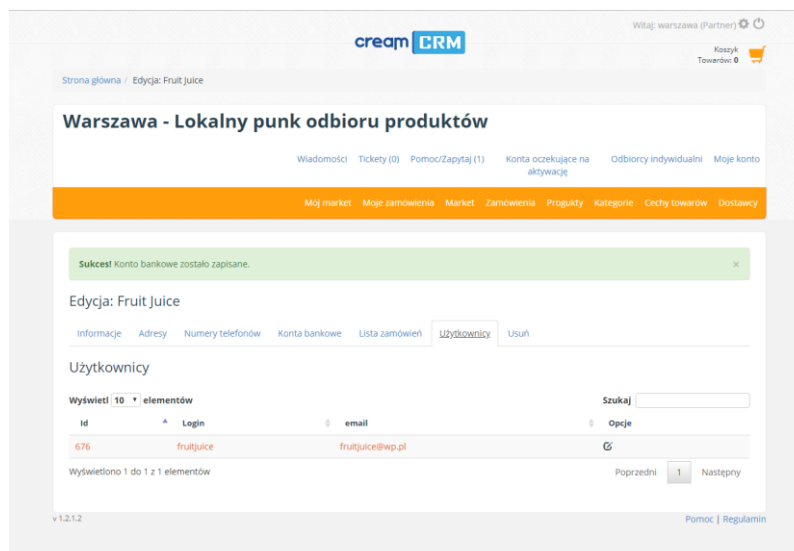 Witaj: warszawa (Partner)
cream CRM
Koszyk
Towarów: 0
Strona główna / Edycja: Fruit Juice
Warszawa - Lokalny punk odbioru produktów
Wiadomości Tickety (0) Pomoc/Zapytaj (1) Konta oczekujące na aktywację Odbiorcy indywidualni Moje konto
Mój market Moje zamówienia Market Zamówienia Progukty Kategorie Cechy towarów Dostawcy
Sukces! Konto bankowe zostało zapisane. ×
Edycja: Fruit Juice
Informacje Adresy Numery telefonów Konta bankowe Lista zamówień Użytkownicy Usuń
Użytkownicy
Wyświetl 10 elementów Szukaj
Id Login email Opcje
676 fruitjuice fruitjuice@wp.pl
Wyświetlono 1 do 1 z 1 elementów Poprzedni 1 Następny
v 1.2.1.2 Pomoc | Regulamin